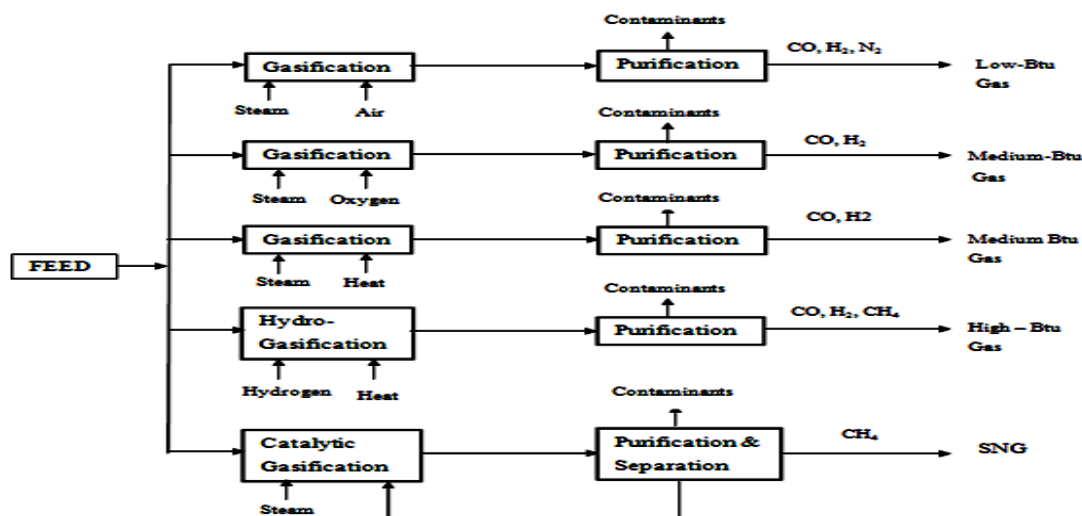 Contaminants
CO, H₂, N₂
Gasification
Purification
Low-Btu
Gas
Steam
Air
Contaminants
CO, H₂
Gasification
Purification
Medium-Btu
Gas
Steam
Oxygen
Contaminants
CO, H2
Gasification
Purification
Medium Btu
Gas
FEED
Steam
Heat
Contaminants
CO, H₂, CH₄
Hydro-
Gasification
Purification
High – Btu
Gas
Hydrogen
Heat
Contaminants
CH₄
Catalytic
Gasification
Purification &
Separation
SNG
Steam